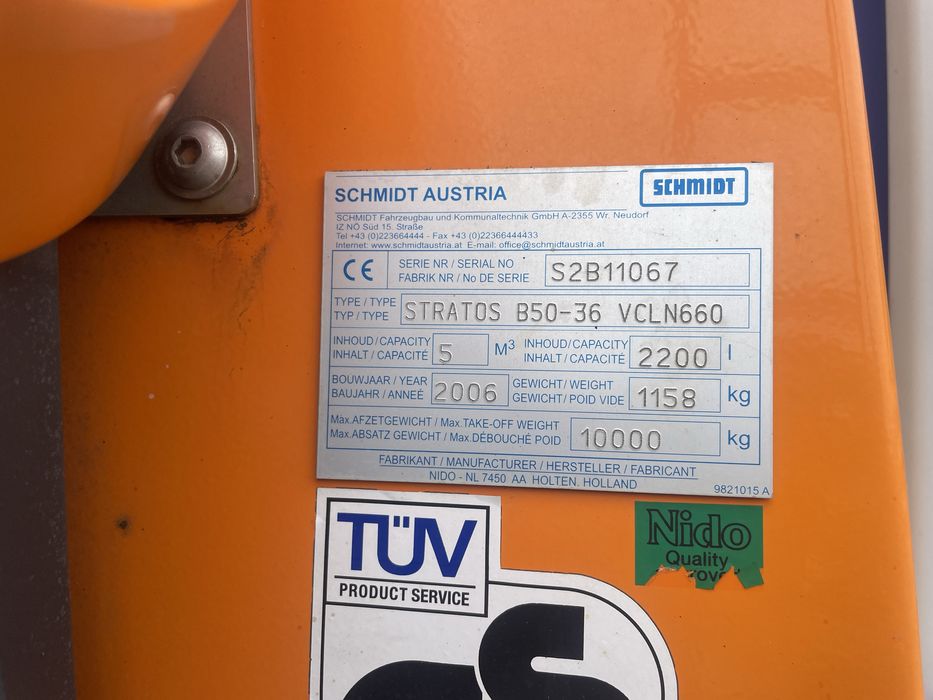 SCHMIDT AUSTRIA
SCHMIDT
SCHMIDT Fahrzeugbau und Kommunaltechnik GmbH A-2355 Wr. Neudorf
IZ NÖ Süd 15. Straße
Tel +43 (0)223664444 - Fax +43 (0)22366444433
Internet: www.schmidtaustria.at E-mail: office@schmidtaustria.at
CE
SERIE NR / SERIAL NO
FABRIK NR / No DE SERIE
S2B11067
TYPE / TYPE
TYP / TYPE
STRATOS B50-36 VCLN660
INHOUD / CAPACITY
INHALT / CAPACITÉ
5
M³
INHOUD / CAPACITY
INHALT / CAPACITÉ
2200
l
BOUWJAAR / YEAR
BAUJAHR / ANNEÉ
2006
GEWICHT / WEIGHT
GEWICHT / POID VIDE
1158
kg
Max.AFZETGEWICHT / Max.TAKE-OFF WEIGHT
Max.ABSATZ GEWICHT / Max.DÉBOUCHÉ POID
10000
kg
FABRIKANT / MANUFACTURER / HERSTELLER / FABRICANT
NIDO - NL 7450 AA HOLTEN. HOLLAND
9821015 A
TÜV
PRODUCT SERVICE
Nido
Quality